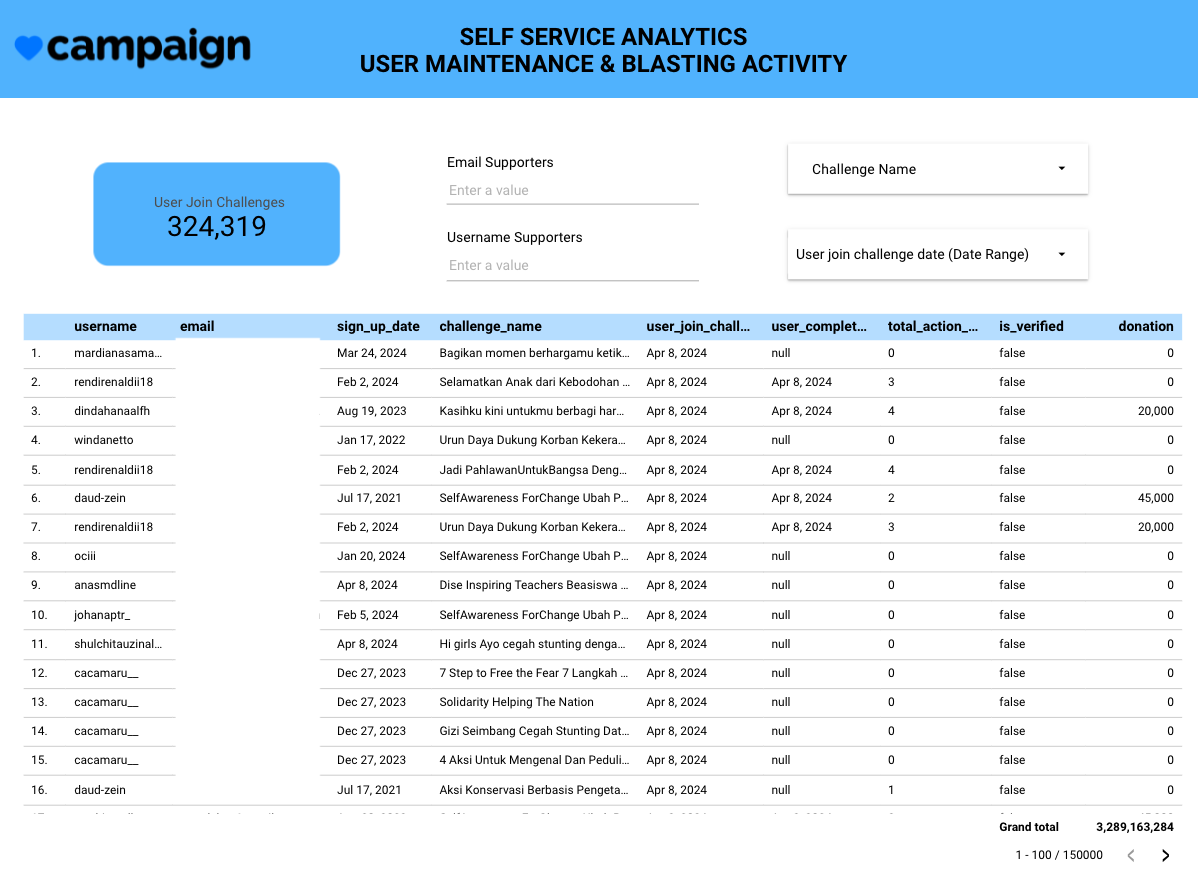 campaign
SELF SERVICE ANALYTICS
USER MAINTENANCE & BLASTING ACTIVITY
User Join Challenges
324,319
Email Supporters
Enter a value
Username Supporters
Enter a value
Challenge Name
User join challenge date (Date Range)
username email sign_up_date challenge_name user_join_chall... user_complet... total_action_... is_verified donation
1. mardianasama... Mar 24, 2024 Bagikan momen berhargamu ketik... Apr 8, 2024 null 0 false 0
2. rendirenaldii18 Feb 2, 2024 Selamatkan Anak dari Kebodohan ... Apr 8, 2024 Apr 8, 2024 3 false 0
3. dindahanaalfh Aug 19, 2023 Kasihku kini untukmu berbagi har... Apr 8, 2024 Apr 8, 2024 4 false 20,000
4. windanetto Jan 17, 2022 Urun Daya Dukung Korban Kekera... Apr 8, 2024 null 0 false 0
5. rendirenaldii18 Feb 2, 2024 Jadi PahlawanUntukBangsa Deng... Apr 8, 2024 Apr 8, 2024 4 false 0
6. daud-zein Jul 17, 2021 SelfAwareness ForChange Ubah P... Apr 8, 2024 Apr 8, 2024 2 false 45,000
7. rendirenaldii18 Feb 2, 2024 Urun Daya Dukung Korban Kekera... Apr 8, 2024 Apr 8, 2024 3 false 20,000
8. ociii Jan 20, 2024 SelfAwareness ForChange Ubah P... Apr 8, 2024 null 0 false 0
9. anasmdline Apr 8, 2024 Dise Inspiring Teachers Beasiswa ... Apr 8, 2024 null 0 false 0
10. johanaptr_ Feb 5, 2024 SelfAwareness ForChange Ubah P... Apr 8, 2024 null 0 false 0
11. shulchitauzinal... Apr 8, 2024 Hi girls Ayo cegah stunting denga... Apr 8, 2024 null 0 false 0
12. cacamaru__ Dec 27, 2023 7 Step to Free the Fear 7 Langkah ... Apr 8, 2024 null 0 false 0
13. cacamaru__ Dec 27, 2023 Solidarity Helping The Nation Apr 8, 2024 null 0 false 0
14. cacamaru__ Dec 27, 2023 Gizi Seimbang Cegah Stunting Dat... Apr 8, 2024 null 0 false 0
15. cacamaru__ Dec 27, 2023 4 Aksi Untuk Mengenal Dan Peduli... Apr 8, 2024 null 0 false 0
16. daud-zein Jul 17, 2021 Aksi Konservasi Berbasis Pengeta... Apr 8, 2024 null 1 false 0
Grand total 3,289,163,284
1 - 100 / 150000